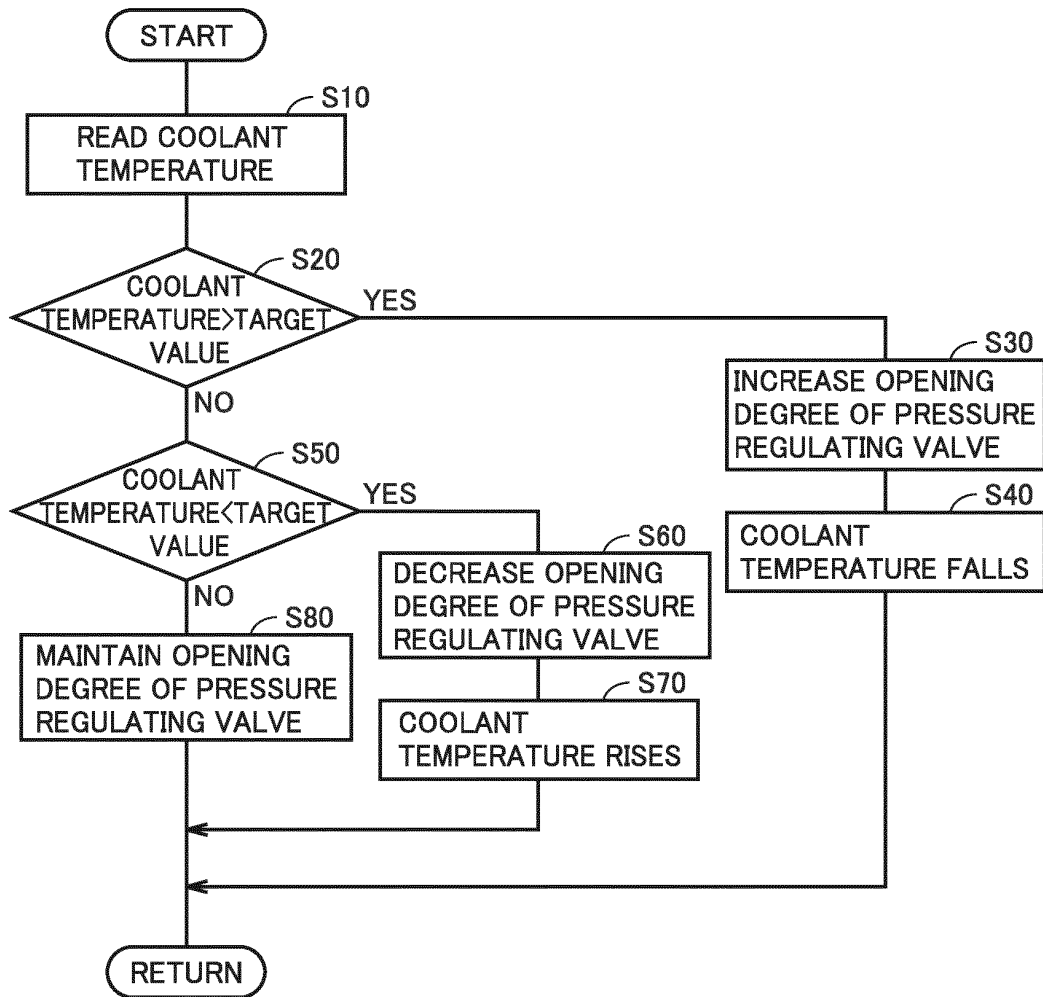 START
S10
READ COOLANT
TEMPERATURE
S20
COOLANT
TEMPERATURE>TARGET
VALUE
YES
NO
S30
INCREASE OPENING
DEGREE OF PRESSURE
REGULATING VALVE
S40
COOLANT
TEMPERATURE FALLS
S50
COOLANT
TEMPERATURE<TARGET
VALUE
YES
NO
S60
DECREASE OPENING
DEGREE OF PRESSURE
REGULATING VALVE
S70
COOLANT
TEMPERATURE RISES
S80
MAINTAIN OPENING
DEGREE OF PRESSURE
REGULATING VALVE
RETURN